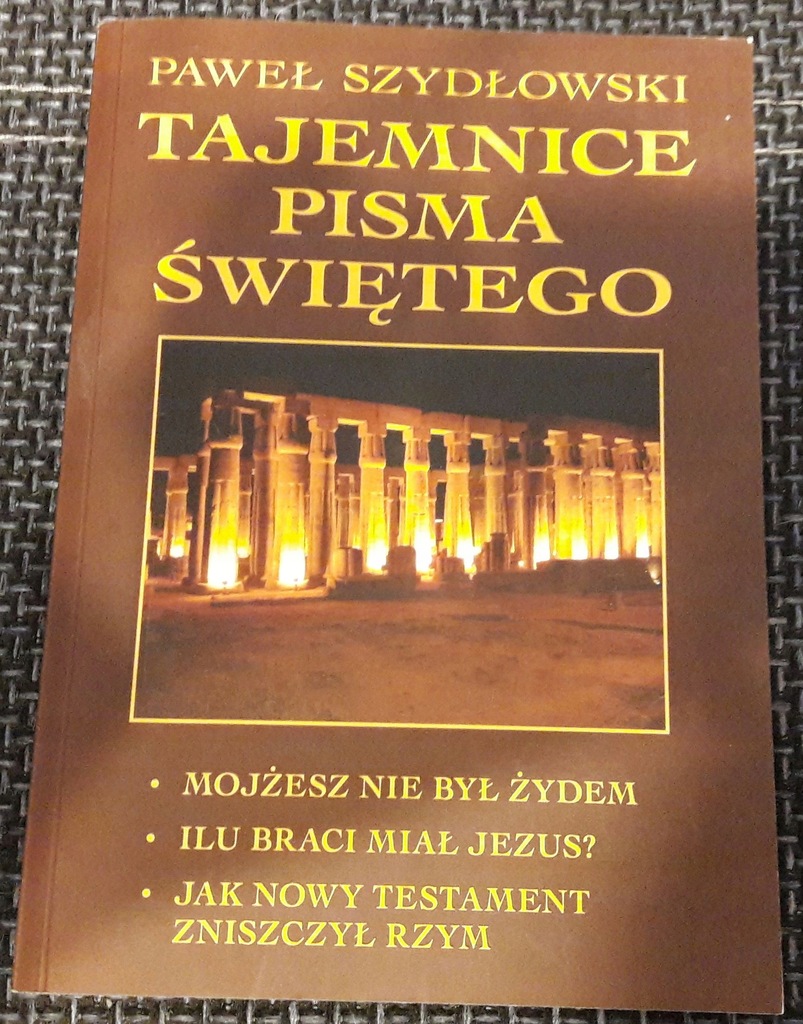 PAWEŁ SZYDŁOWSKI
TAJEMNICE
PISMA
ŚWIĘTEGO
• MOJŻESZ NIE BYŁ ŻYDEM
• ILU BRACI MIAŁ JEZUS?
• JAK NOWY TESTAMENT
ZNISZCZYŁ RZYM